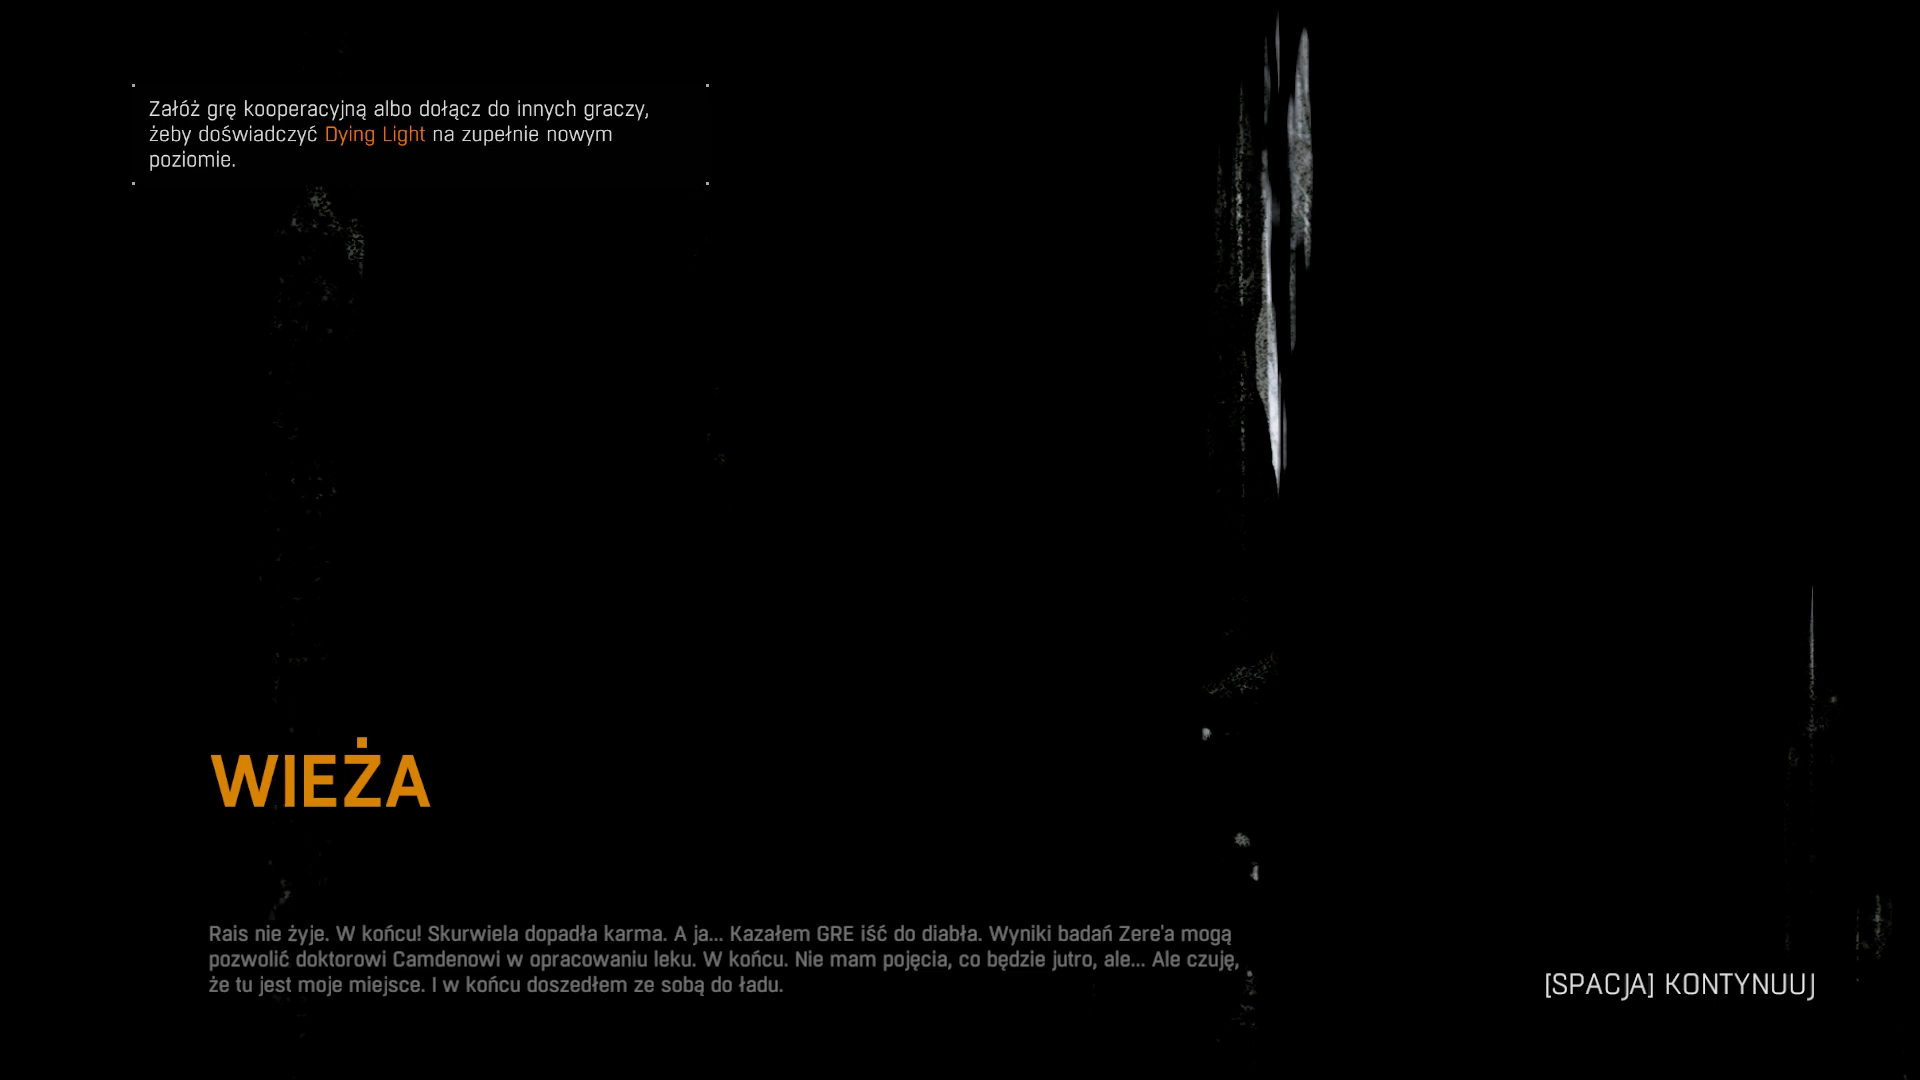 Załóż grę kooperacyjną albo dołącz do innych graczy,
żeby doświadczyć Dying Light na zupełnie nowym
poziomie.
WIEŻA
Rais nie żyje. W końcu! Skurwiela dopadła karma. A ja... Kazałem GRE iść do diabła. Wyniki badań Zere'a mogą
pozwolić doktorowi Camdenowi w opracowaniu leku. W końcu. Nie mam pojęcia, co będzie jutro, ale... Ale czuję,
że tu jest moje miejsce. I w końcu doszedłem ze sobą do ładu.
[SPACJA] KONTYNUUJ